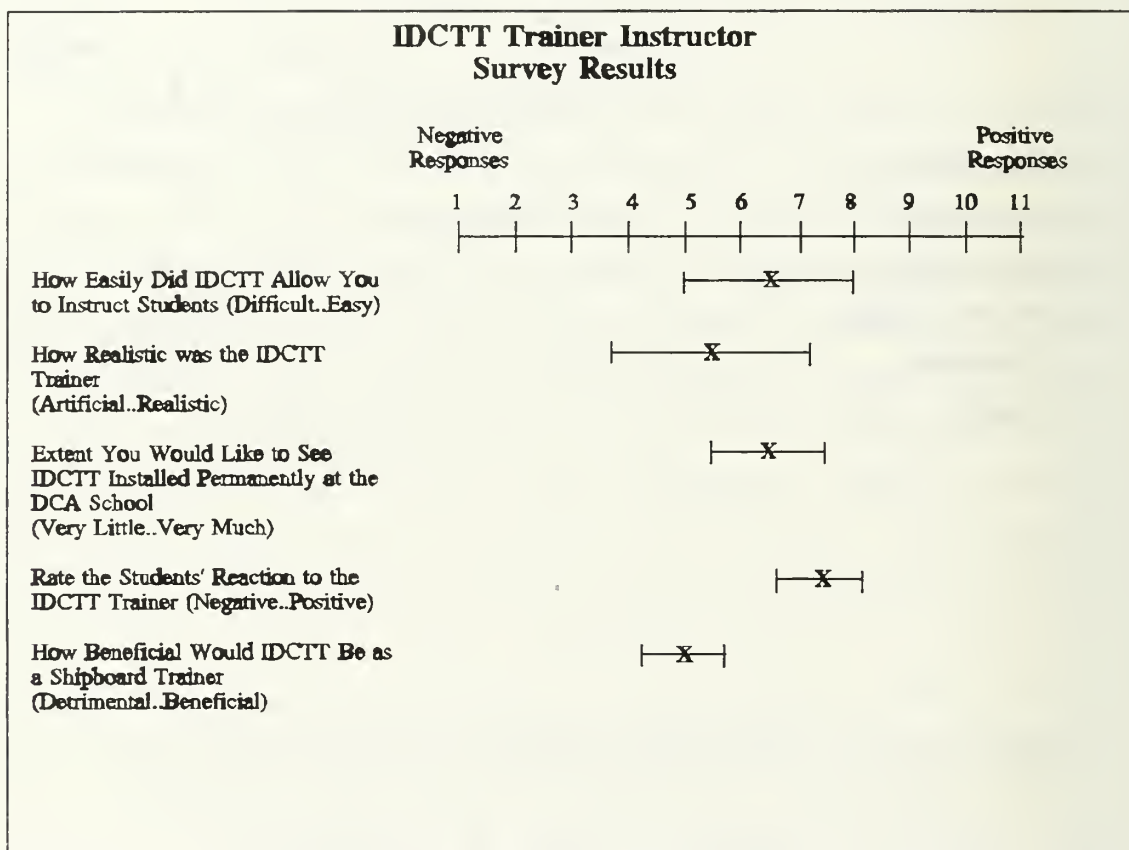 IDCTT Trainer Instructor
Survey Results
Negative
Responses
Positive
Responses
1 2 3 4 5 6 7 8 9 10 11
How Easily Did IDCTT Allow You
to Instruct Students (Difficult..Easy)
X
How Realistic was the IDCTT
Trainer
(Artificial..Realistic)
X
Extent You Would Like to See
IDCTT Installed Permanently at the
DCA School
(Very Little..Very Much)
X
Rate the Students' Reaction to the
IDCTT Trainer (Negative..Positive)
X
How Beneficial Would IDCTT Be as
a Shipboard Trainer
(Detrimental..Beneficial)
X